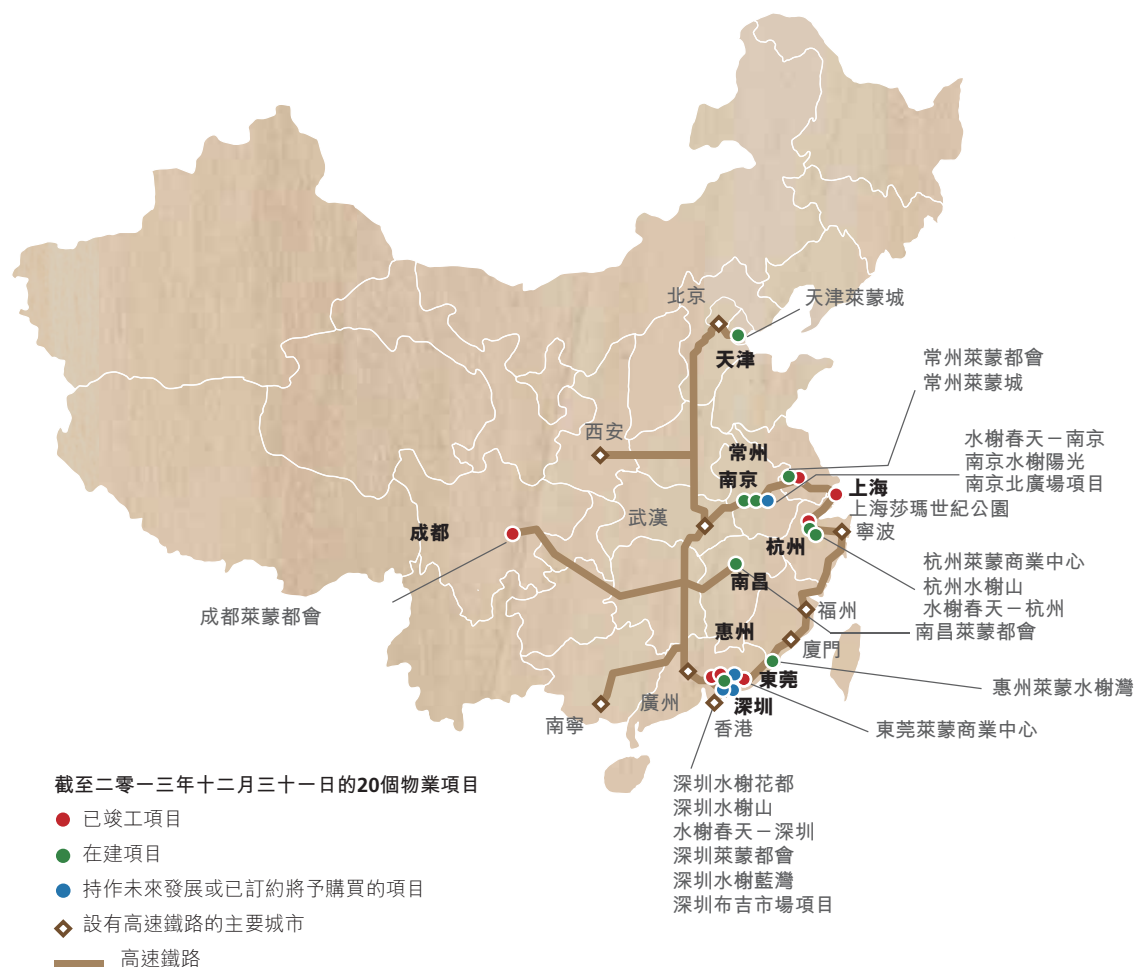 北京
天津萊蒙城
天津
常州萊蒙都會
常州萊蒙城
西安
常州
水榭春天－南京
南京水榭陽光
南京北廣場項目
南京
上海
上海莎瑪世紀公園
武漢
成都
寧波
杭州
杭州萊蒙商業中心
杭州水榭山
水榭春天－杭州
南昌
成都萊蒙都會
福州
南昌萊蒙都會
惠州
廈門
東莞
惠州萊蒙水榭灣
廣州
深圳
南寧
香港
東莞萊蒙商業中心
深圳水榭花都
深圳水榭山
水榭春天－深圳
深圳萊蒙都會
深圳水榭藍灣
深圳布吉市場項目
截至二零一三年十二月三十一日的20個物業項目
已竣工項目
在建項目
持作未來發展或已訂約將予購買的項目
設有高速鐵路的主要城市
高速鐵路